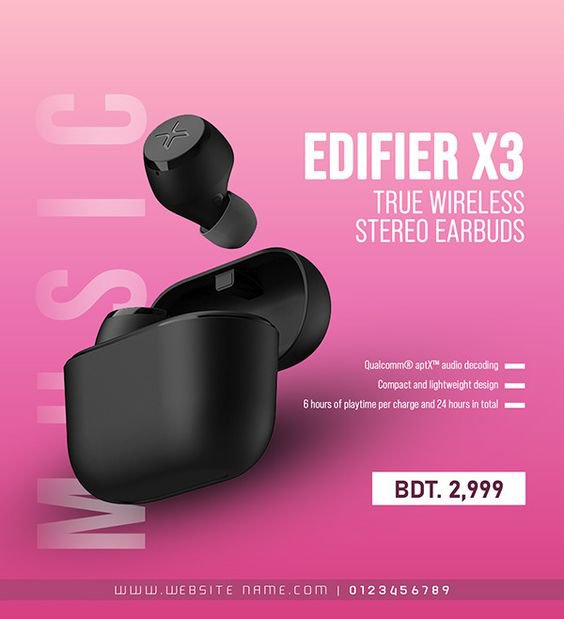 MUSIC
EDIFIER X3
TRUE WIRELESS
STEREO EARBUDS
Qualcomm® aptX™ audio decoding
Compact and lightweight design
6 hours of playtime per charge and 24 hours in total
BDT. 2,999
WWW.WEBSITE NAME.COM | 0123456789